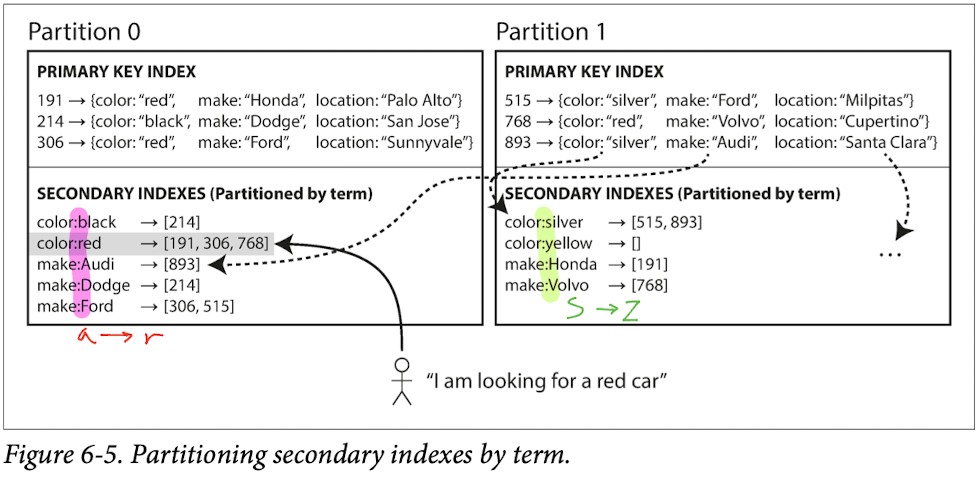 Partition 0
PRIMARY KEY INDEX
191 → {color: “red”, make: “Honda”, location: “Palo Alto”}
214 → {color: “black”, make: “Dodge”, location: “San Jose”}
306 → {color: “red”, make: “Ford”, location: “Sunnyvale”}
SECONDARY INDEXES (Partitioned by term)
color:black → [214]
color:red → [191, 306, 768]
make:Audi → [893]
make:Dodge → [214]
make:Ford → [306, 515]
a → r
Partition 1
PRIMARY KEY INDEX
515 → {color: “silver”, make: “Ford”, location: “Milpitas”}
768 → {color: “red”, make: “Volvo”, location: “Cupertino”}
893 → {color: “silver”, make: “Audi”, location: “Santa Clara”}
SECONDARY INDEXES (Partitioned by term)
color:silver → [515, 893]
color:yellow → []
make:Honda → [191]
make:Volvo → [768]
...
S → Z
“I am looking for a red car”
Figure 6-5. Partitioning secondary indexes by term.